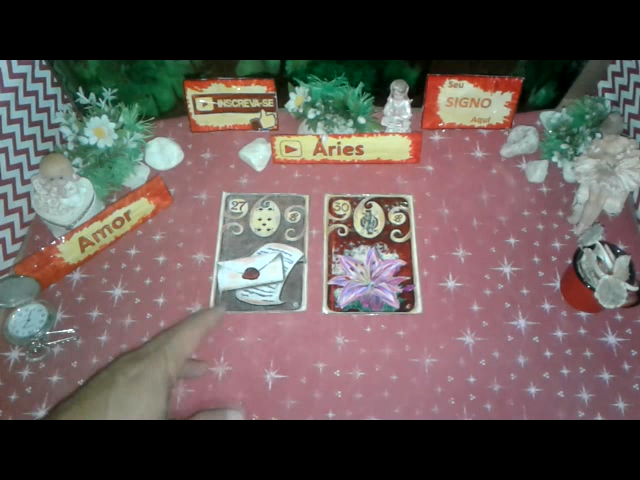 INSCREVA-SE
Seu
SIGNO
Aqui
Áries
Amor
27
30